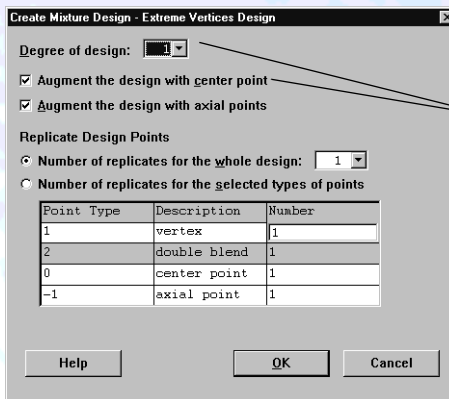 Create Mixture Design - Extreme Vertices Design
Degree of design: 1
Augment the design with center point
Augment the design with axial points
Replicate Design Points
Number of replicates for the whole design: 1
Number of replicates for the selected types of points
Point Type Description Number
1 vertex 1
2 double blend 1
0 center point 1
-1 axial point 1
Help OK Cancel